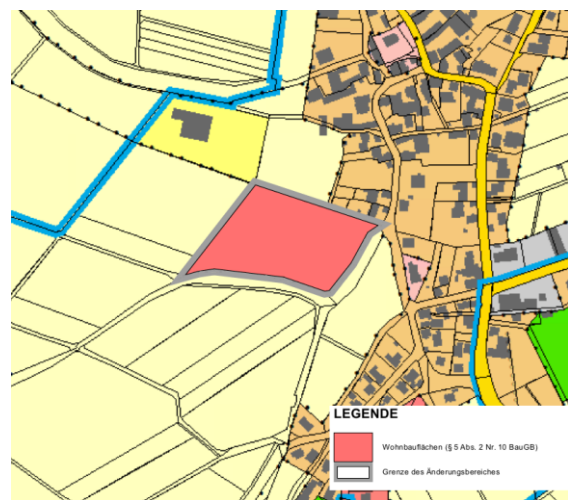 LEGENDE
Wohnbauflächen (§ 5 Abs. 2 Nr. 10 BauGB)
Grenze des Änderungsbereiches